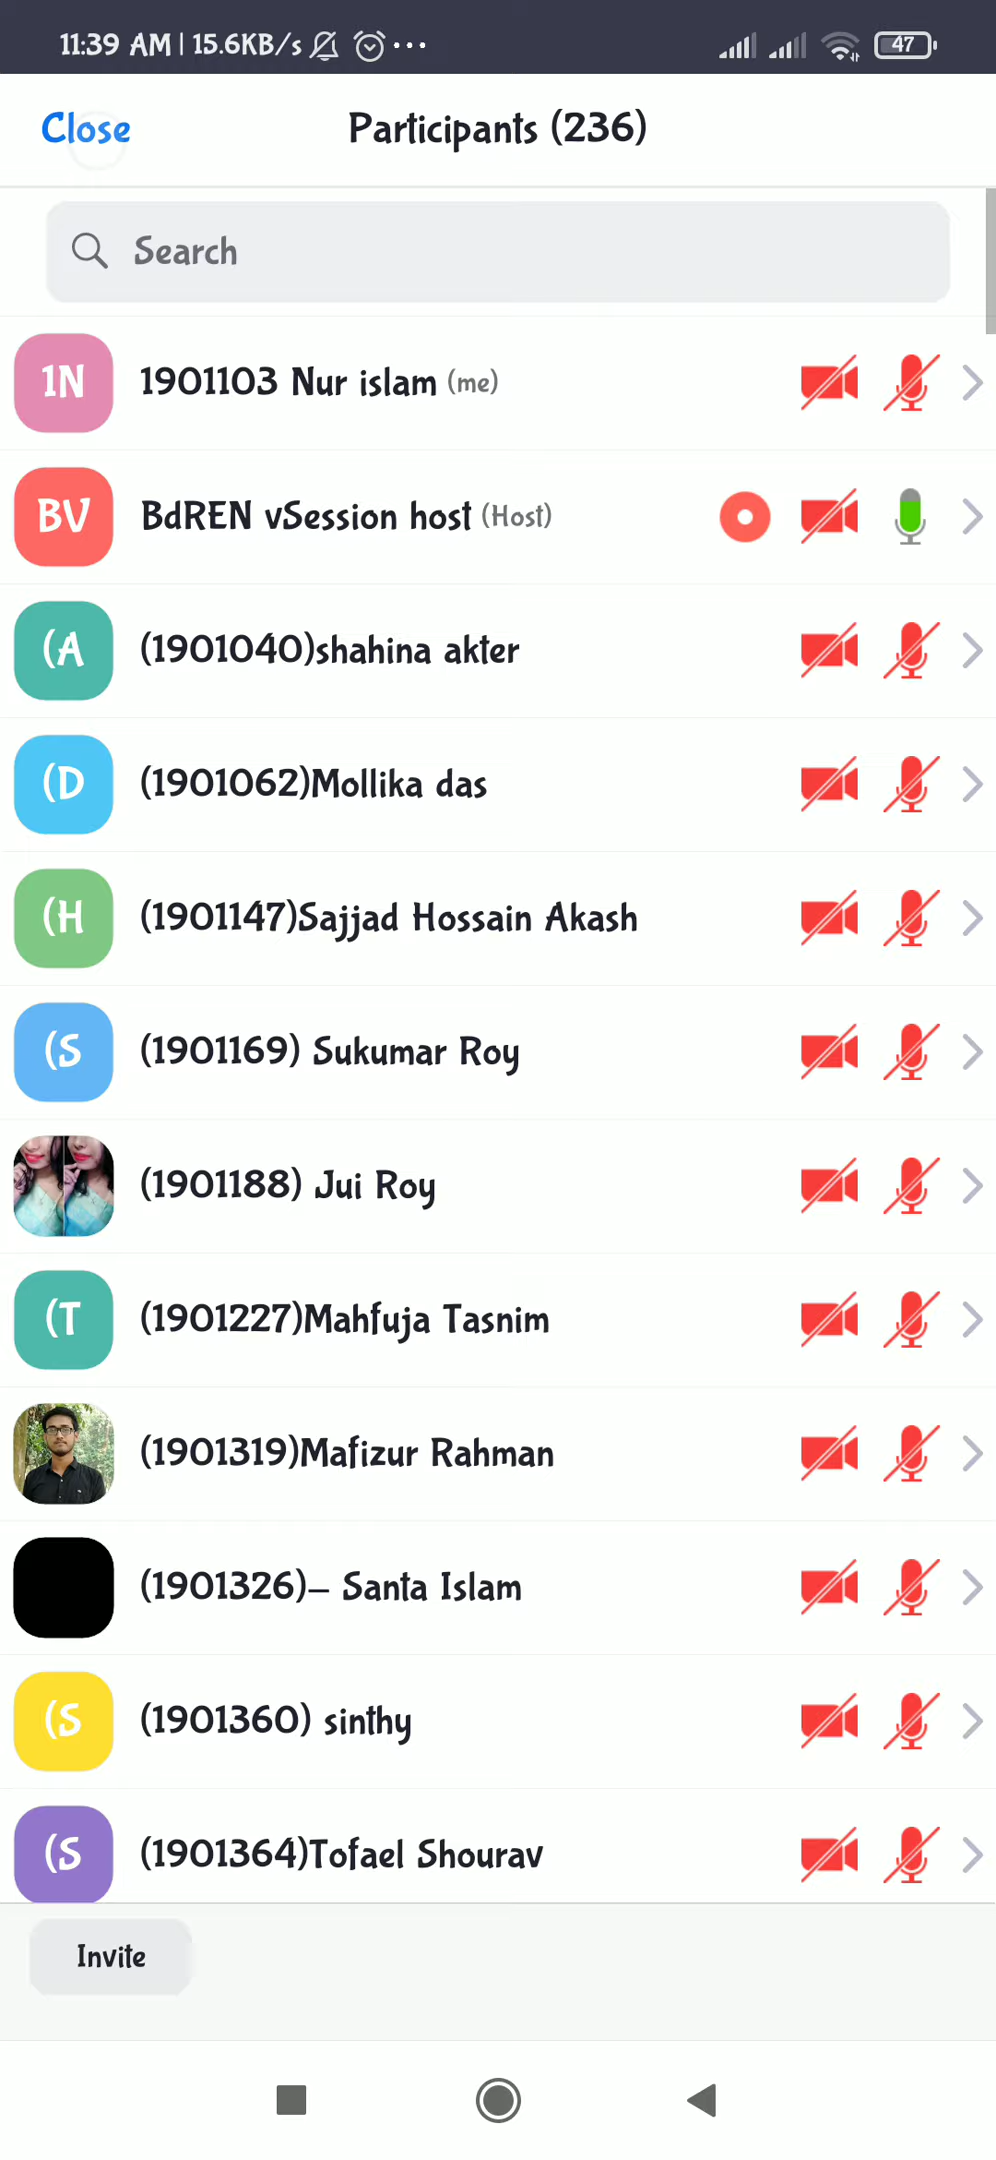 11:39 AM | 15.6KB/s ... 47
Close
Participants (236)
Search
1N 1901103 Nur islam (me)
BV BdREN vSession host (Host)
(A (1901040)shahina akter
(D (1901062)Mollika das
(H (1901147)Sajjad Hossain Akash
(S (1901169) Sukumar Roy
(1901188) Jui Roy
(T (1901227)Mahfuja Tasnim
(1901319)Mafizur Rahman
(1901326)– Santa Islam
(S (1901360) sinthy
(S (1901364)Tofael Shourav
Invite